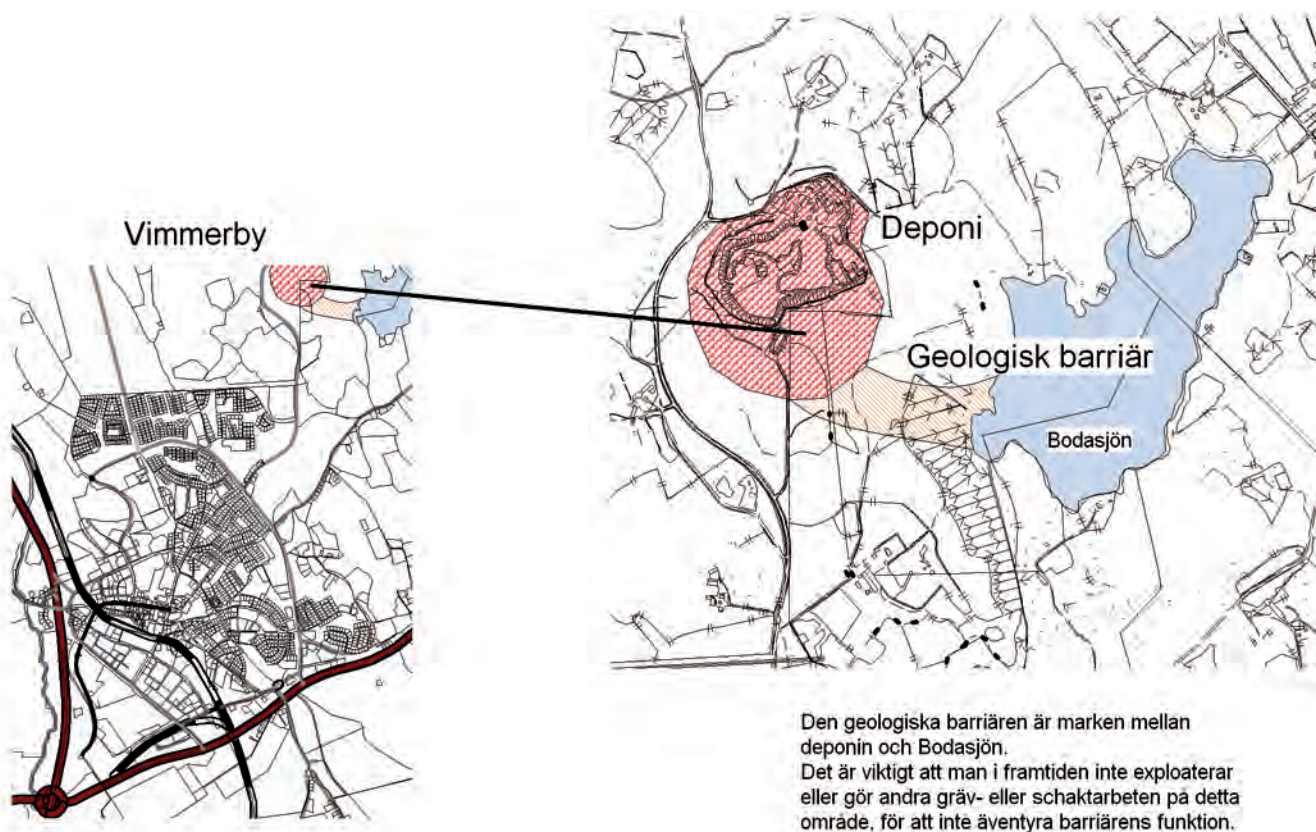 Vimmerby
Deponi
Geologisk barriär
Bodasjön
Den geologiska barriären är marken mellan
deponin och Bodasjön.
Det är viktigt att man i framtiden inte exploaterar
eller gör andra gräv- eller schaktarbeten på detta
område, för att inte äventyra barriärens funktion.